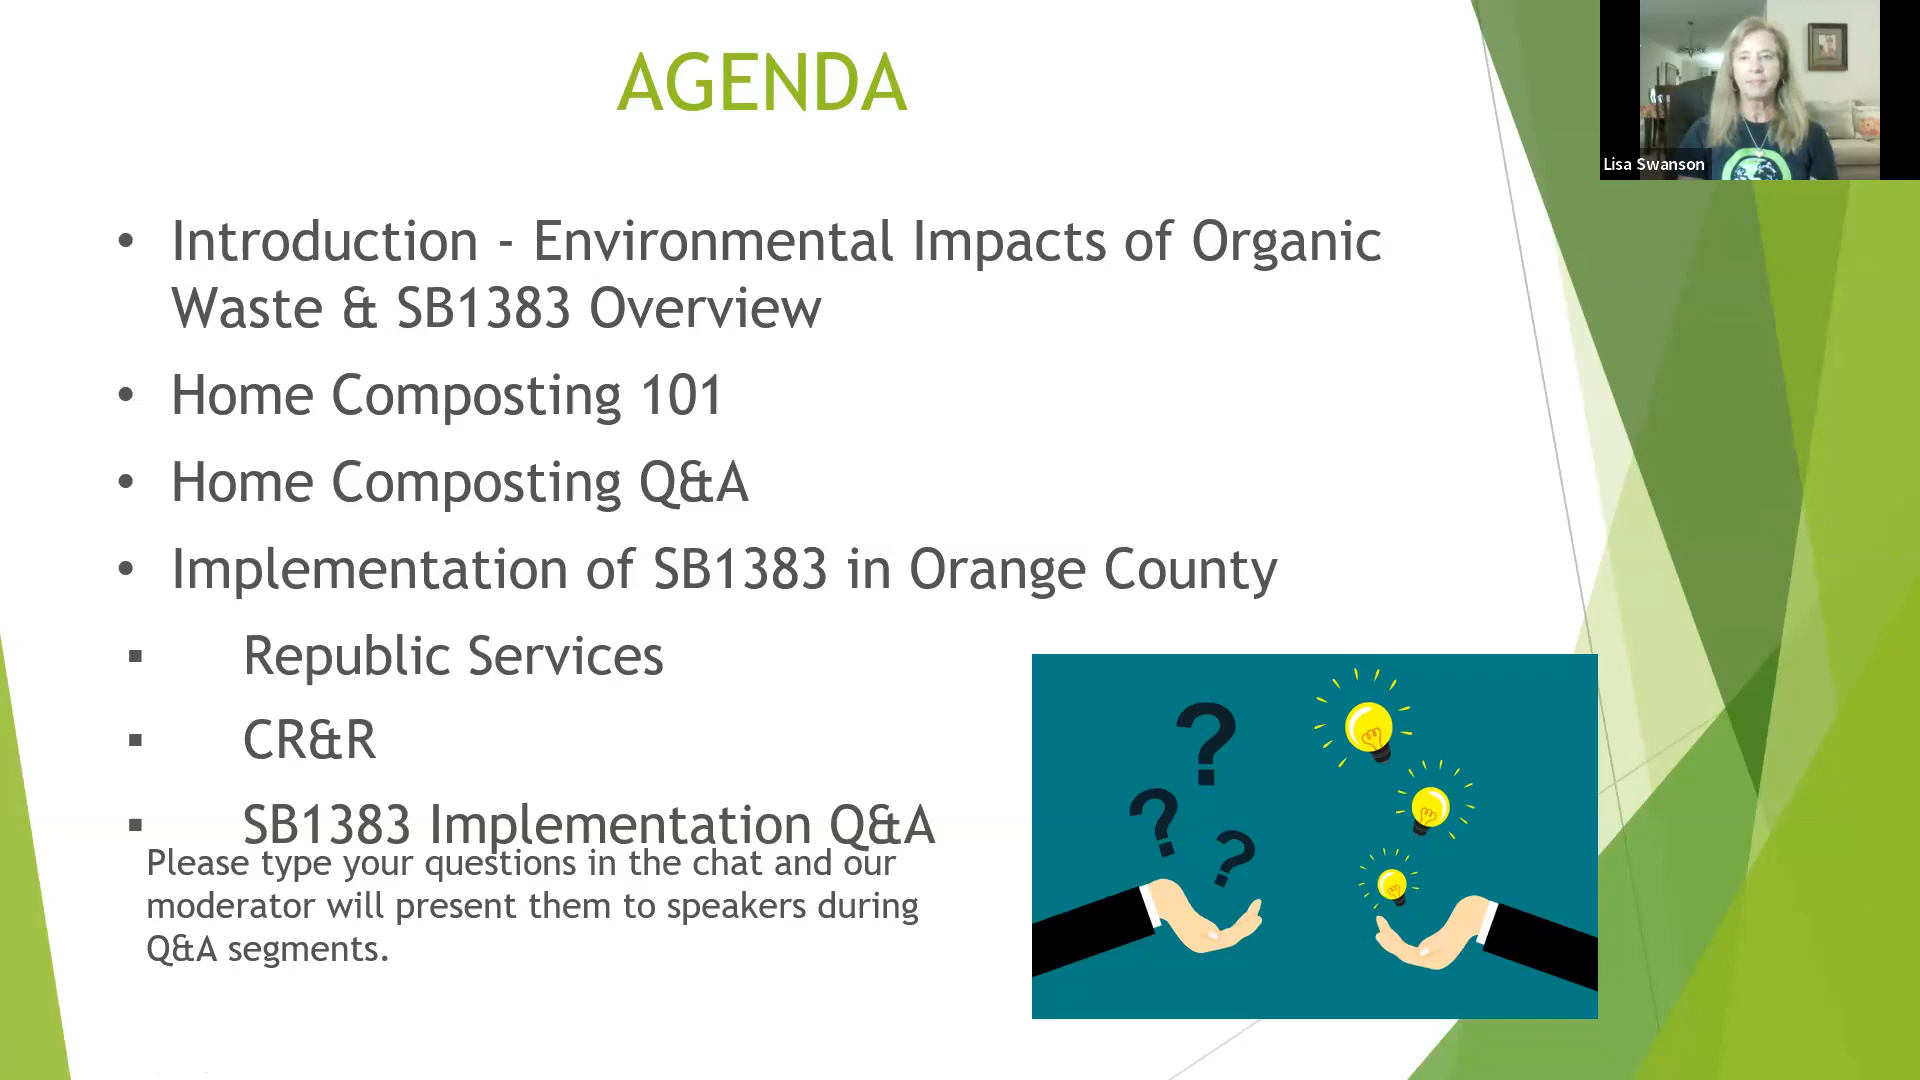 AGENDA
Lisa Swanson
• Introduction - Environmental Impacts of Organic
Waste & SB1383 Overview
• Home Composting 101
• Home Composting Q&A
• Implementation of SB1383 in Orange County
▪ Republic Services
▪ CR&R
▪ SB1383 Implementation Q&A
Please type your questions in the chat and our
moderator will present them to speakers during
Q&A segments.
? ? ?